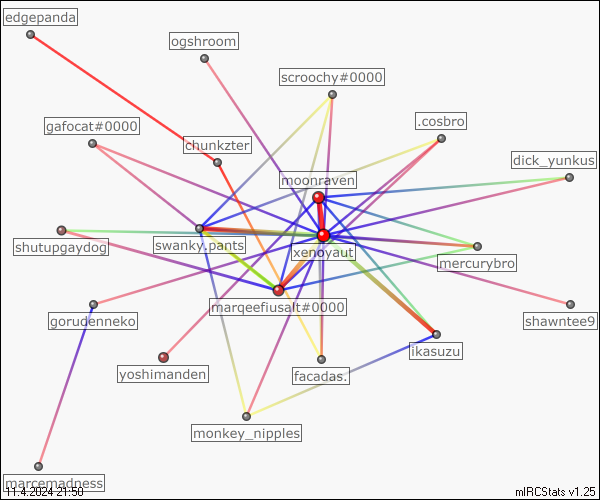 edgepanda
ogshroom
scroochy#0000
gafocat#0000
.cosbro
chunkzter
dick_yunkus
moonraven
shutupgaydog
swanky.pants
xenoyaut
mercurybro
marqeefiusalt#0000
gorudenneko
shawntee9
ikasuzu
yoshimanden
facadas.
monkey_nipples
marcemadness
11.4.2024 21:50
mIRCStats v1.25